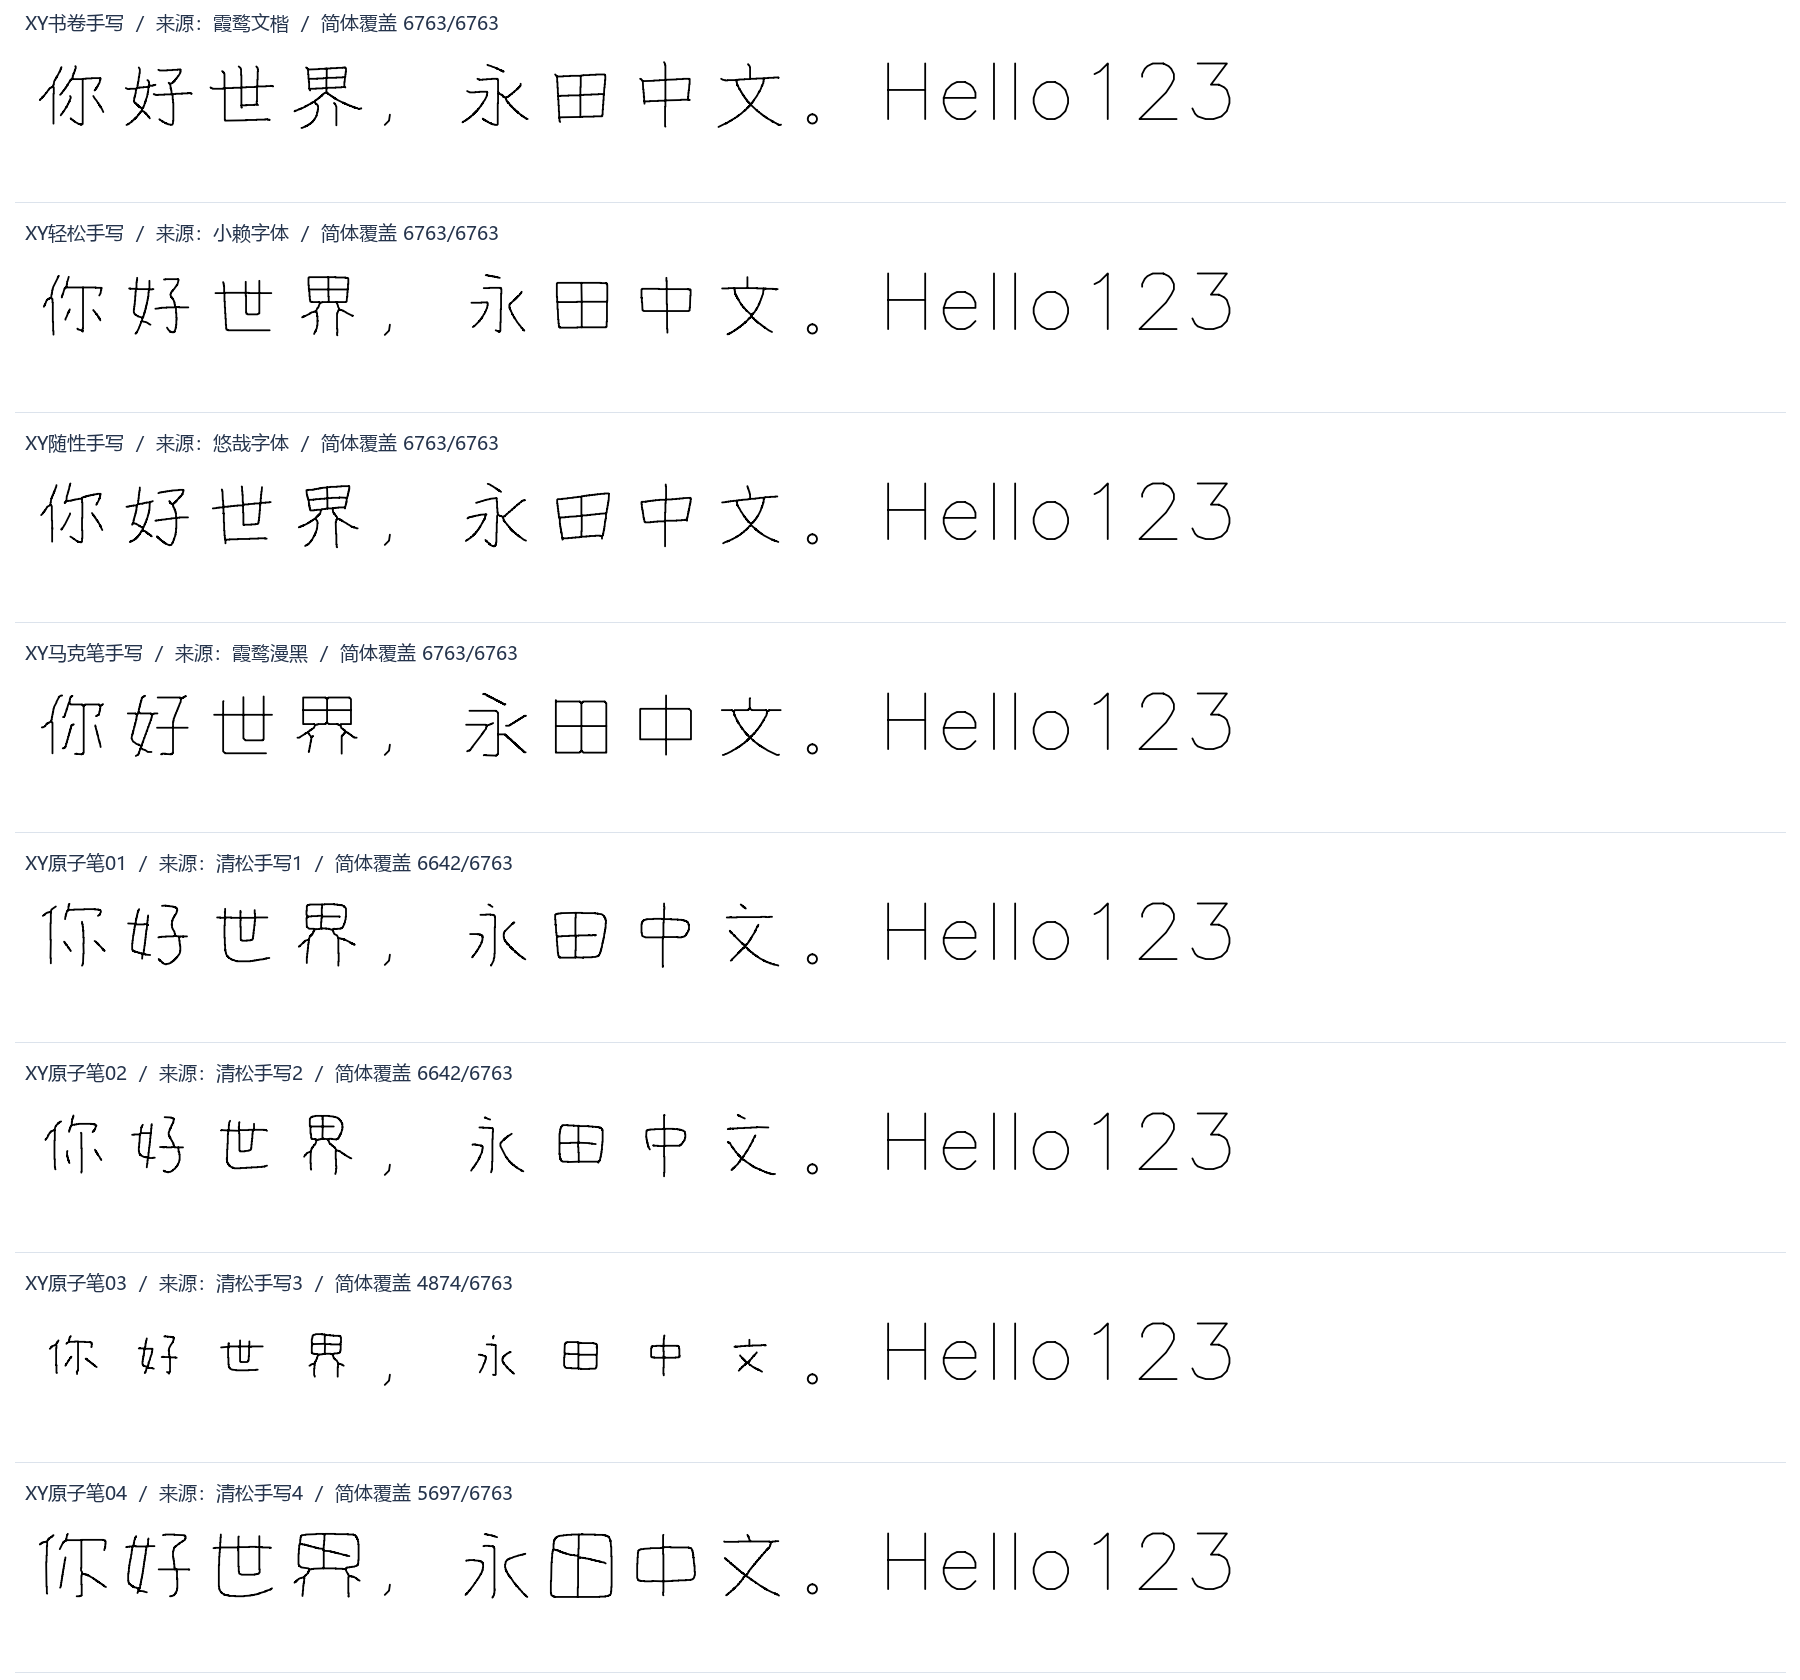 XY书卷手写 / 来源：霞鹜文楷 / 简体覆盖 6763/6763
你好世界，永田中文。Hello123
XY轻松手写 / 来源：小赖字体 / 简体覆盖 6763/6763
你好世界，永田中文。Hello123
XY随性手写 / 来源：悠哉字体 / 简体覆盖 6763/6763
你好世界，永田中文。Hello123
XY马克笔手写 / 来源：霞鹜漫黑 / 简体覆盖 6763/6763
你好世界，永田中文。Hello123
XY原子笔01 / 来源：清松手写1 / 简体覆盖 6642/6763
你好世界，永田中文。Hello123
XY原子笔02 / 来源：清松手写2 / 简体覆盖 6642/6763
你好世界，永田中文。Hello123
XY原子笔03 / 来源：清松手写3 / 简体覆盖 4874/6763
你好世界，永田中文。Hello123
XY原子笔04 / 来源：清松手写4 / 简体覆盖 5697/6763
你好世界，永田中文。Hello123